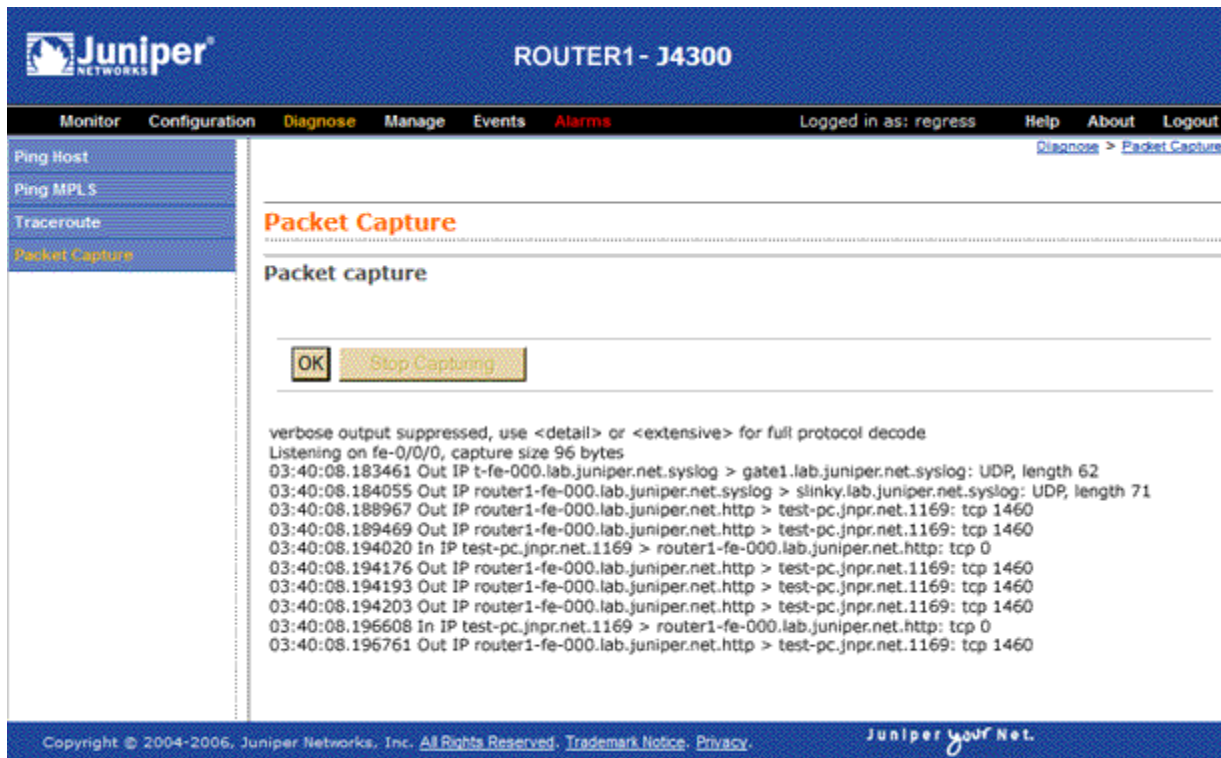 Juniper®
NETWORKS
ROUTER1- J4300
Monitor Configuration Diagnose Manage Events Alarms Logged in as: regress Help About Logout
Diagnose > Packet Capture
Ping Host
Ping MPLS
Traceroute
Packet Capture
Packet Capture
Packet capture
OK Stop Capturing
verbose output suppressed, use <detail> or <extensive> for full protocol decode
Listening on fe-0/0/0, capture size 96 bytes
03:40:08.183461 Out IP t-fe-000.lab.juniper.net.syslog > gate1.lab.juniper.net.syslog: UDP, length 62
03:40:08.184055 Out IP router1-fe-000.lab.juniper.net.syslog > slinky.lab.juniper.net.syslog: UDP, length 71
03:40:08.188967 Out IP router1-fe-000.lab.juniper.net.http > test-pc.jnpr.net.1169: tcp 1460
03:40:08.189469 Out IP router1-fe-000.lab.juniper.net.http > test-pc.jnpr.net.1169: tcp 1460
03:40:08.194020 In IP test-pc.jnpr.net.1169 > router1-fe-000.lab.juniper.net.http: tcp 0
03:40:08.194176 Out IP router1-fe-000.lab.juniper.net.http > test-pc.jnpr.net.1169: tcp 1460
03:40:08.194193 Out IP router1-fe-000.lab.juniper.net.http > test-pc.jnpr.net.1169: tcp 1460
03:40:08.194203 Out IP router1-fe-000.lab.juniper.net.http > test-pc.jnpr.net.1169: tcp 1460
03:40:08.196608 In IP test-pc.jnpr.net.1169 > router1-fe-000.lab.juniper.net.http: tcp 0
03:40:08.196761 Out IP router1-fe-000.lab.juniper.net.http > test-pc.jnpr.net.1169: tcp 1460
Copyright © 2004-2006, Juniper Networks, Inc. All Rights Reserved. Trademark Notice. Privacy.
Juniper your Net.